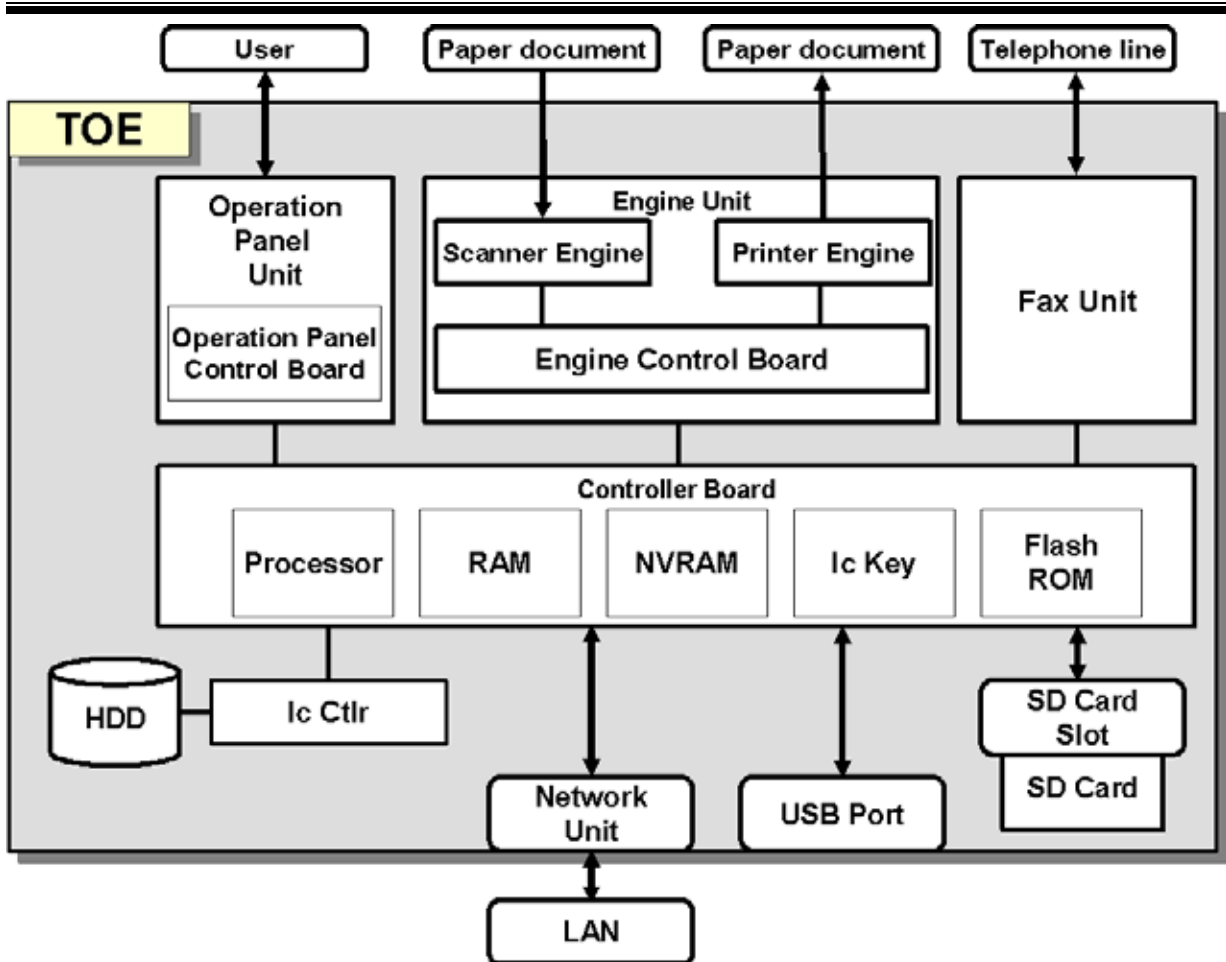 User
Paper document
Paper document
Telephone line
TOE
Operation
Panel
Unit
Operation Panel
Control Board
Engine Unit
Scanner Engine
Printer Engine
Engine Control Board
Fax Unit
Controller Board
Processor
RAM
NVRAM
Ic Key
Flash
ROM
HDD
Ic Ctlr
Network
Unit
USB Port
SD Card
Slot
SD Card
LAN